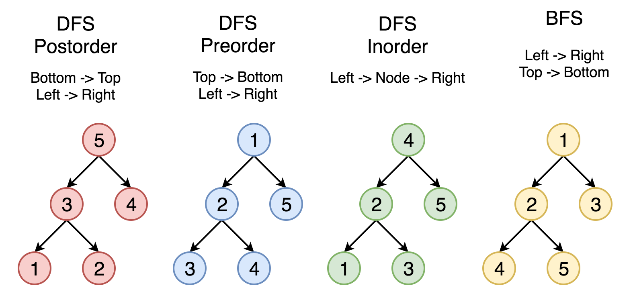 DFS
Postorder
Bottom -> Top
Left -> Right
5
3
4
1
2
DFS
Preorder
Top -> Bottom
Left -> Right
1
2
5
3
4
DFS
Inorder
Left -> Node -> Right
4
2
5
1
3
BFS
Left -> Right
Top -> Bottom
1
2
3
4
5